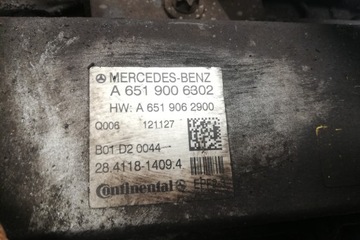 MERCEDES-BENZ
A 651 900 6302
HW: A 651 906 2900
Q006 121127
B01 D2 0044
28.4118-1409.4
Continental